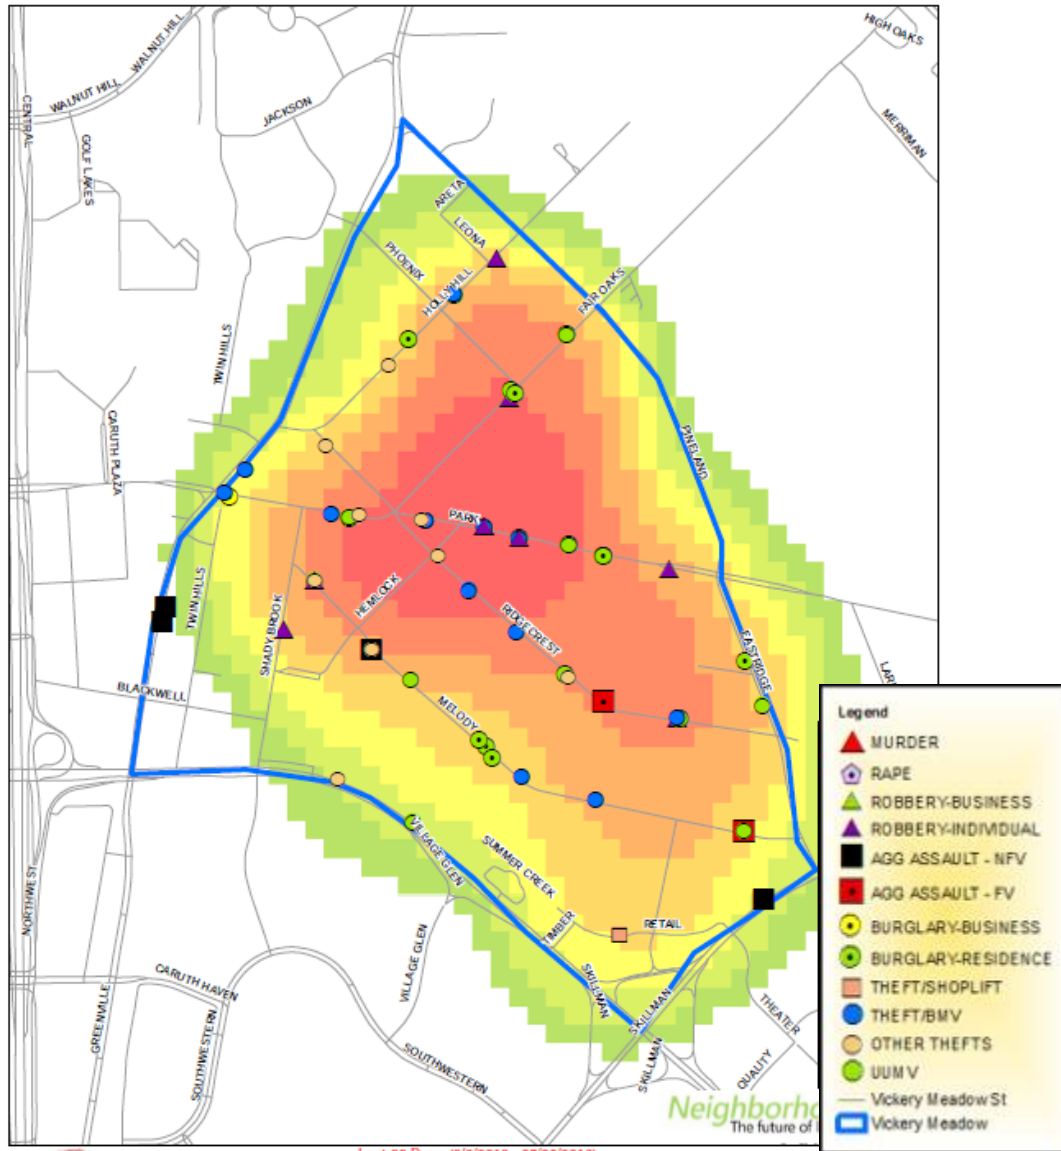 HIGH OAKS
WALNUT HILL
WALNUT HILL
CENTRAL
JACKSON
MERRIMAN
GOLF LAKES
ARETA
LEONA
PHOENIX
HOLLYHILL
FAIR OAKS
TWIN HILLS
CARUTH PLAZA
PINELAND
PARK
HEMLOCK
TWIN HILLS
SHADY BROOK
RIDGECREST
EASTRIDGE
BLACKWELL
MELODY
VILLAGE GLEN
SUMMER CREEK
TIMBER
RETAIL
NORTHWEST
VILLAGE GLEN
SKILLMAN
SKILLMAN
CARUTH HAVEN
GREENVILLE
SOUTHWESTERN
SOUTHWESTERN
SKILLMAN
THEATER
QUALITY
The future of
Legend
MURDER
RAPE
ROBBERY-BUSINESS
ROBBERY-INDIVIDUAL
AGG ASSAULT - NFV
AGG ASSAULT - FV
BURGLARY-BUSINESS
BURGLARY-RESIDENCE
THEFT/SHOPLIFT
THEFT/BMV
OTHER THEFTS
UUMV
Vickery Meadow St
Vickery Meadow